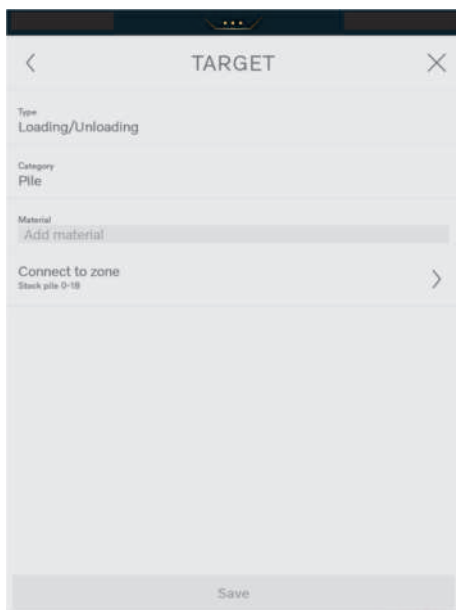 TARGET
Type
Loading/Unloading
Category
Pile
Material
Add material
Connect to zone
Stock pile 0-18
Save